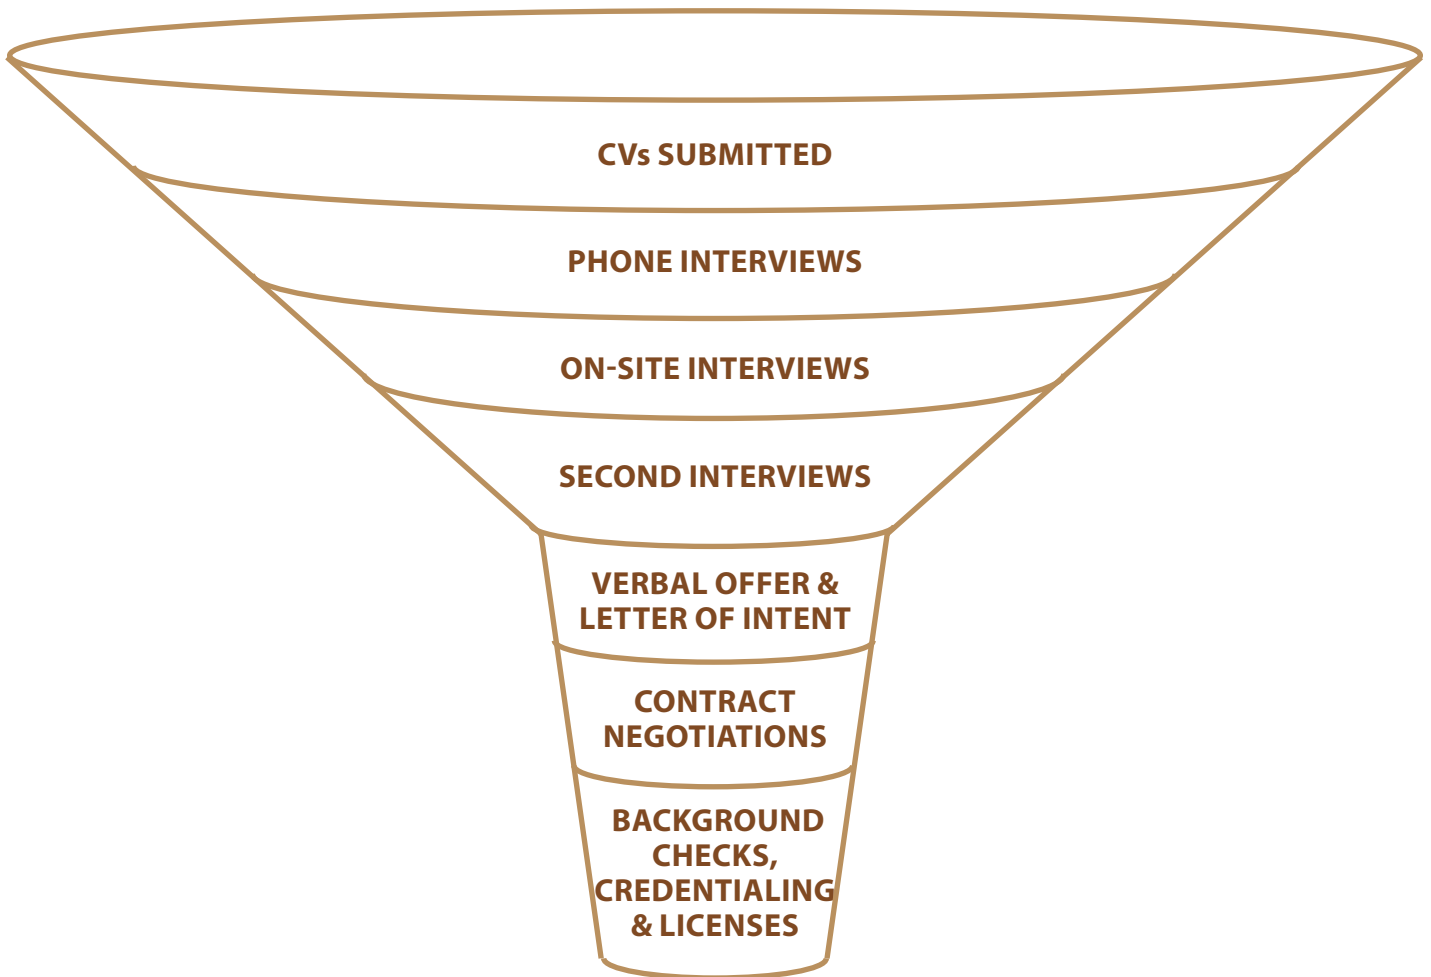 CVs SUBMITTED
PHONE INTERVIEWS
ON-SITE INTERVIEWS
SECOND INTERVIEWS
VERBAL OFFER &
LETTER OF INTENT
CONTRACT
NEGOTIATIONS
BACKGROUND
CHECKS,
CREDENTIALING
& LICENSES